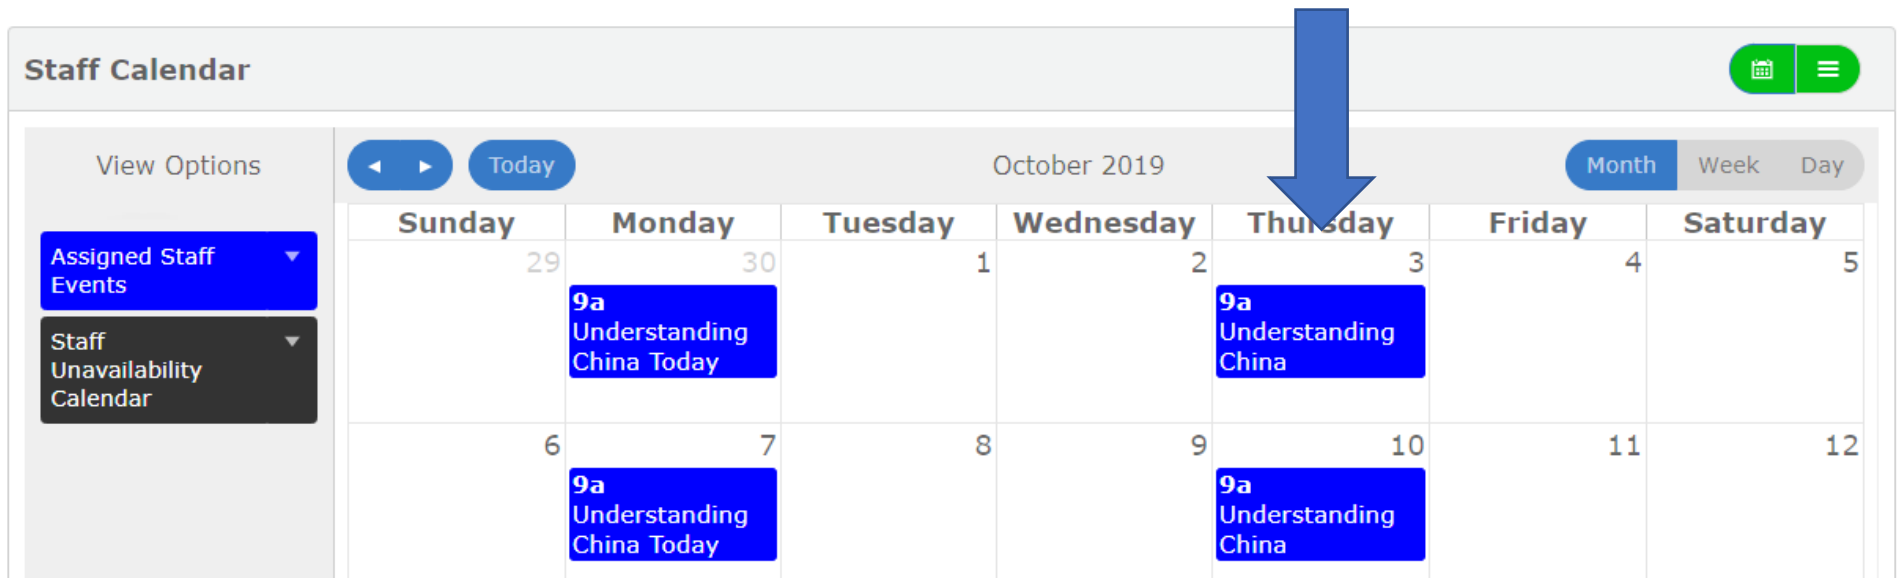 Staff Calendar
View Options
Today
October 2019
Month Week Day
Assigned Staff
Events
Staff
Unavailability
Calendar
Sunday Monday Tuesday Wednesday Thursday Friday Saturday
29 30 1 2 3 4 5
9a
Understanding
China Today
9a
Understanding
China
6 7 8 9 10 11 12
9a
Understanding
China Today
9a
Understanding
China